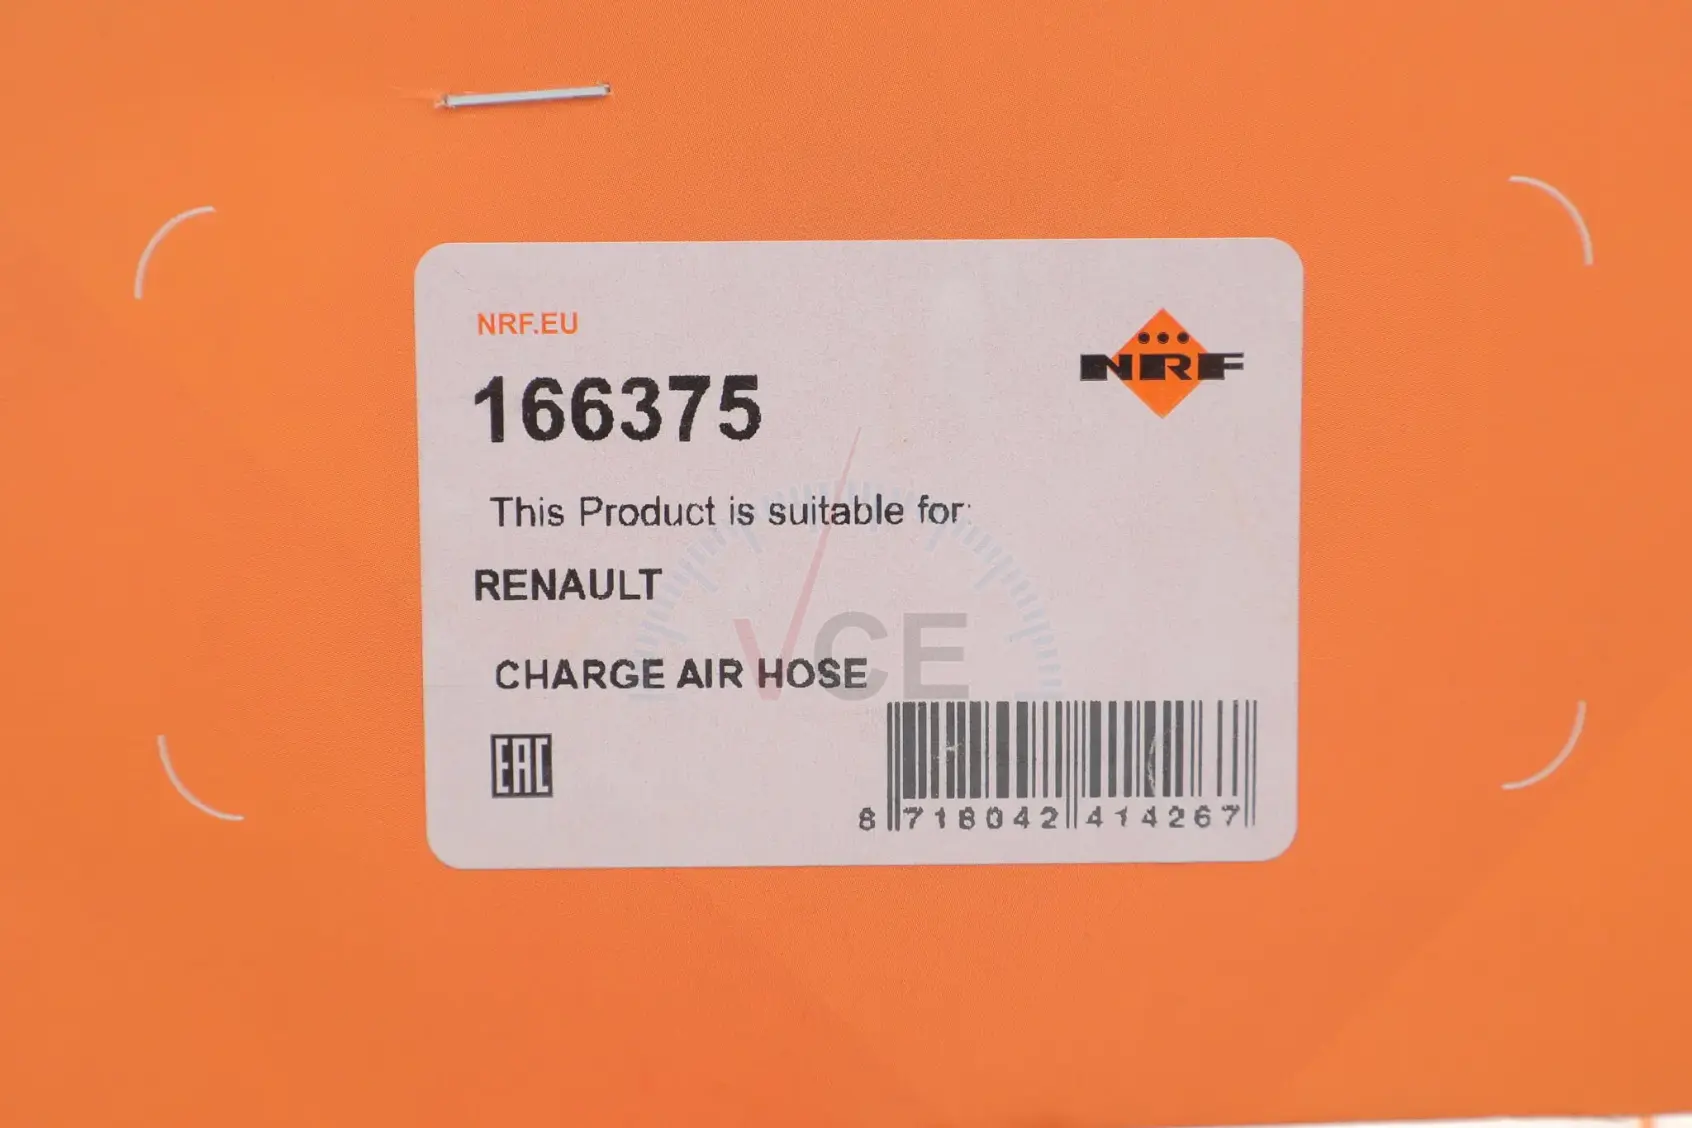 NRF.EU
NRF
166375
This Product is suitable for:
RENAULT
VCE
CHARGE AIR HOSE
EAC
8 718042 414267